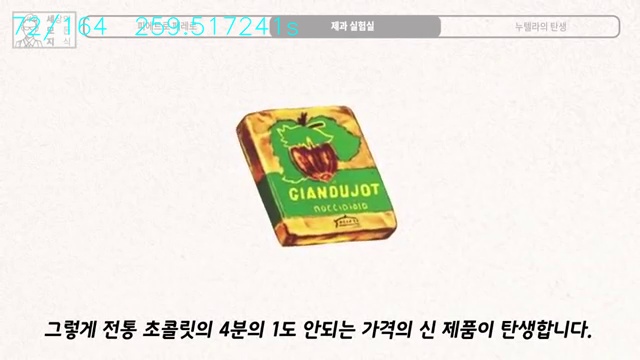 72/164 259.517241s
제과 실험실
누텔라의 탄생
GIANDUJOT
그렇게 전통 초콜릿의 4분의 1도 안되는 가격의 신 제품이 탄생합니다.